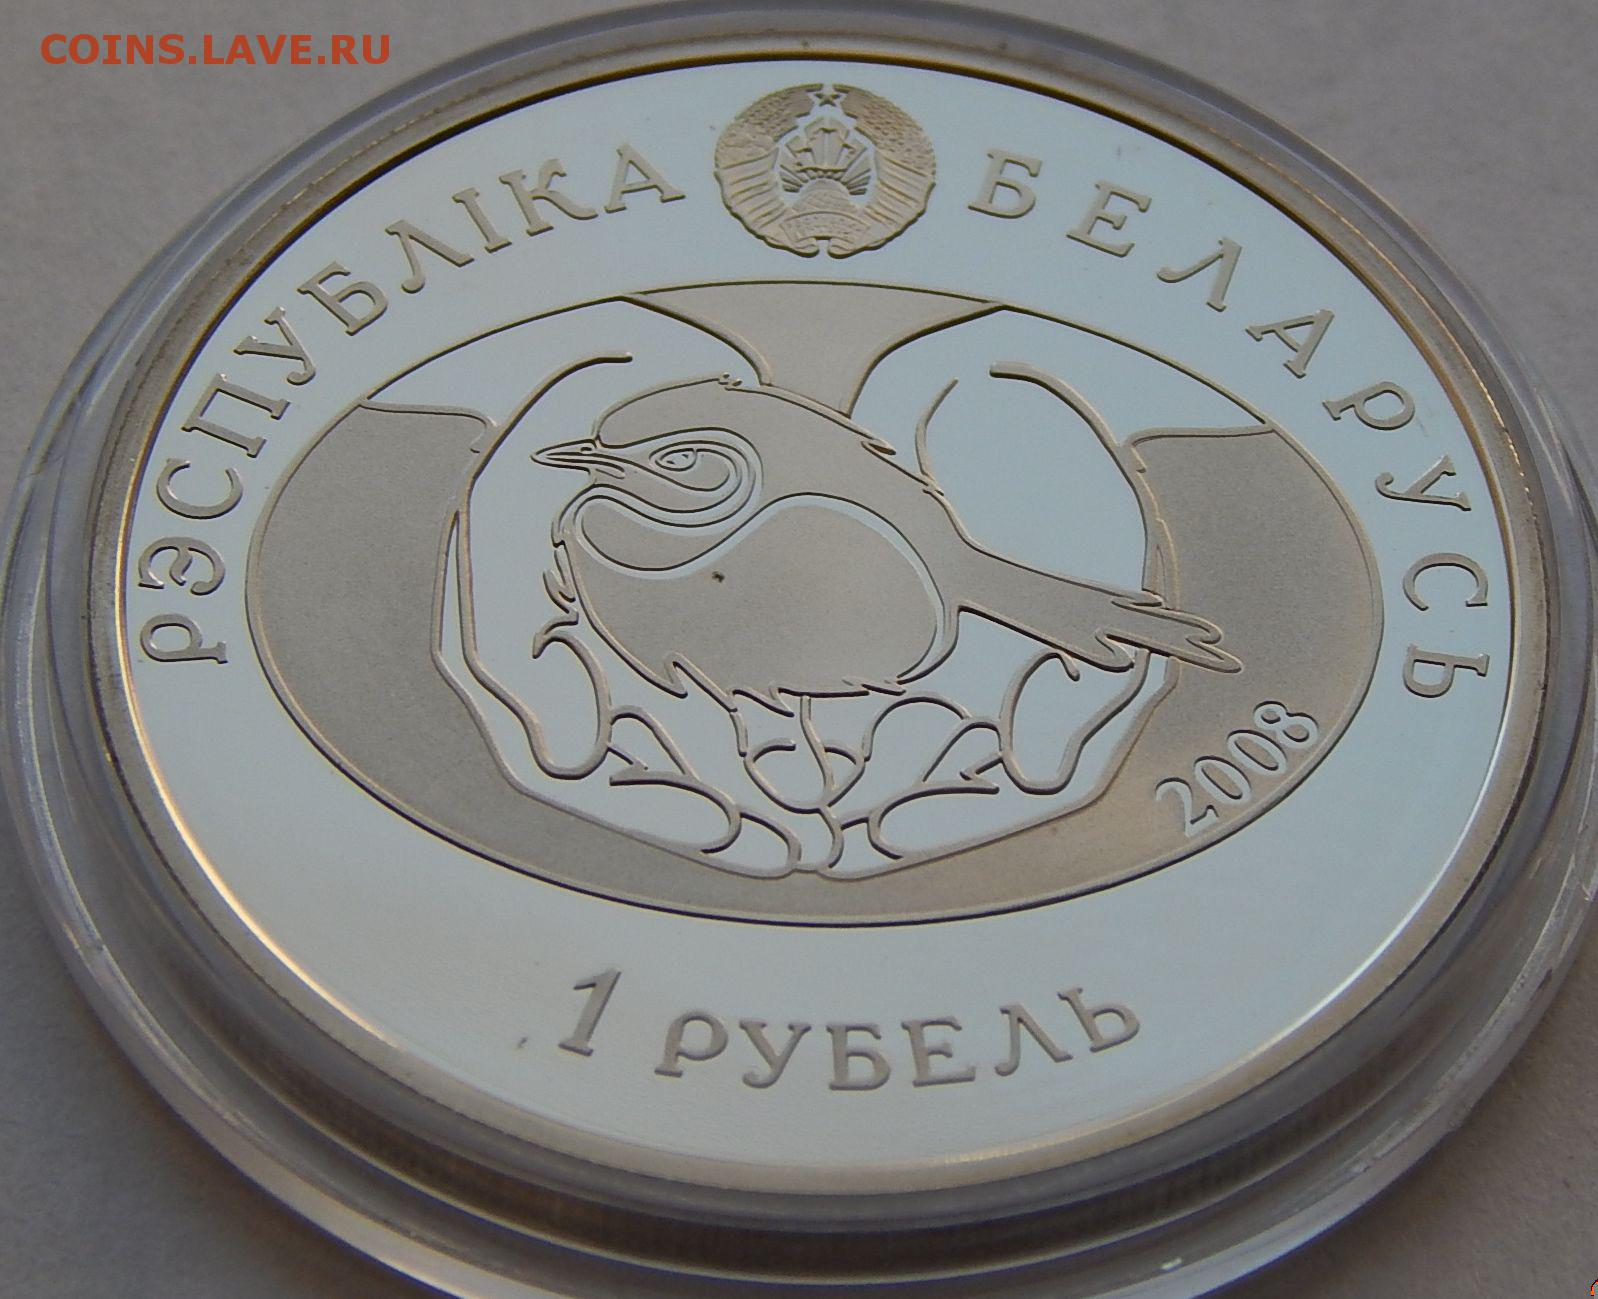 COINS.LAVE.RU
РЭСПУБЛІКА БЕЛАРУСЬ
2008
1 РУБЕЛЬ